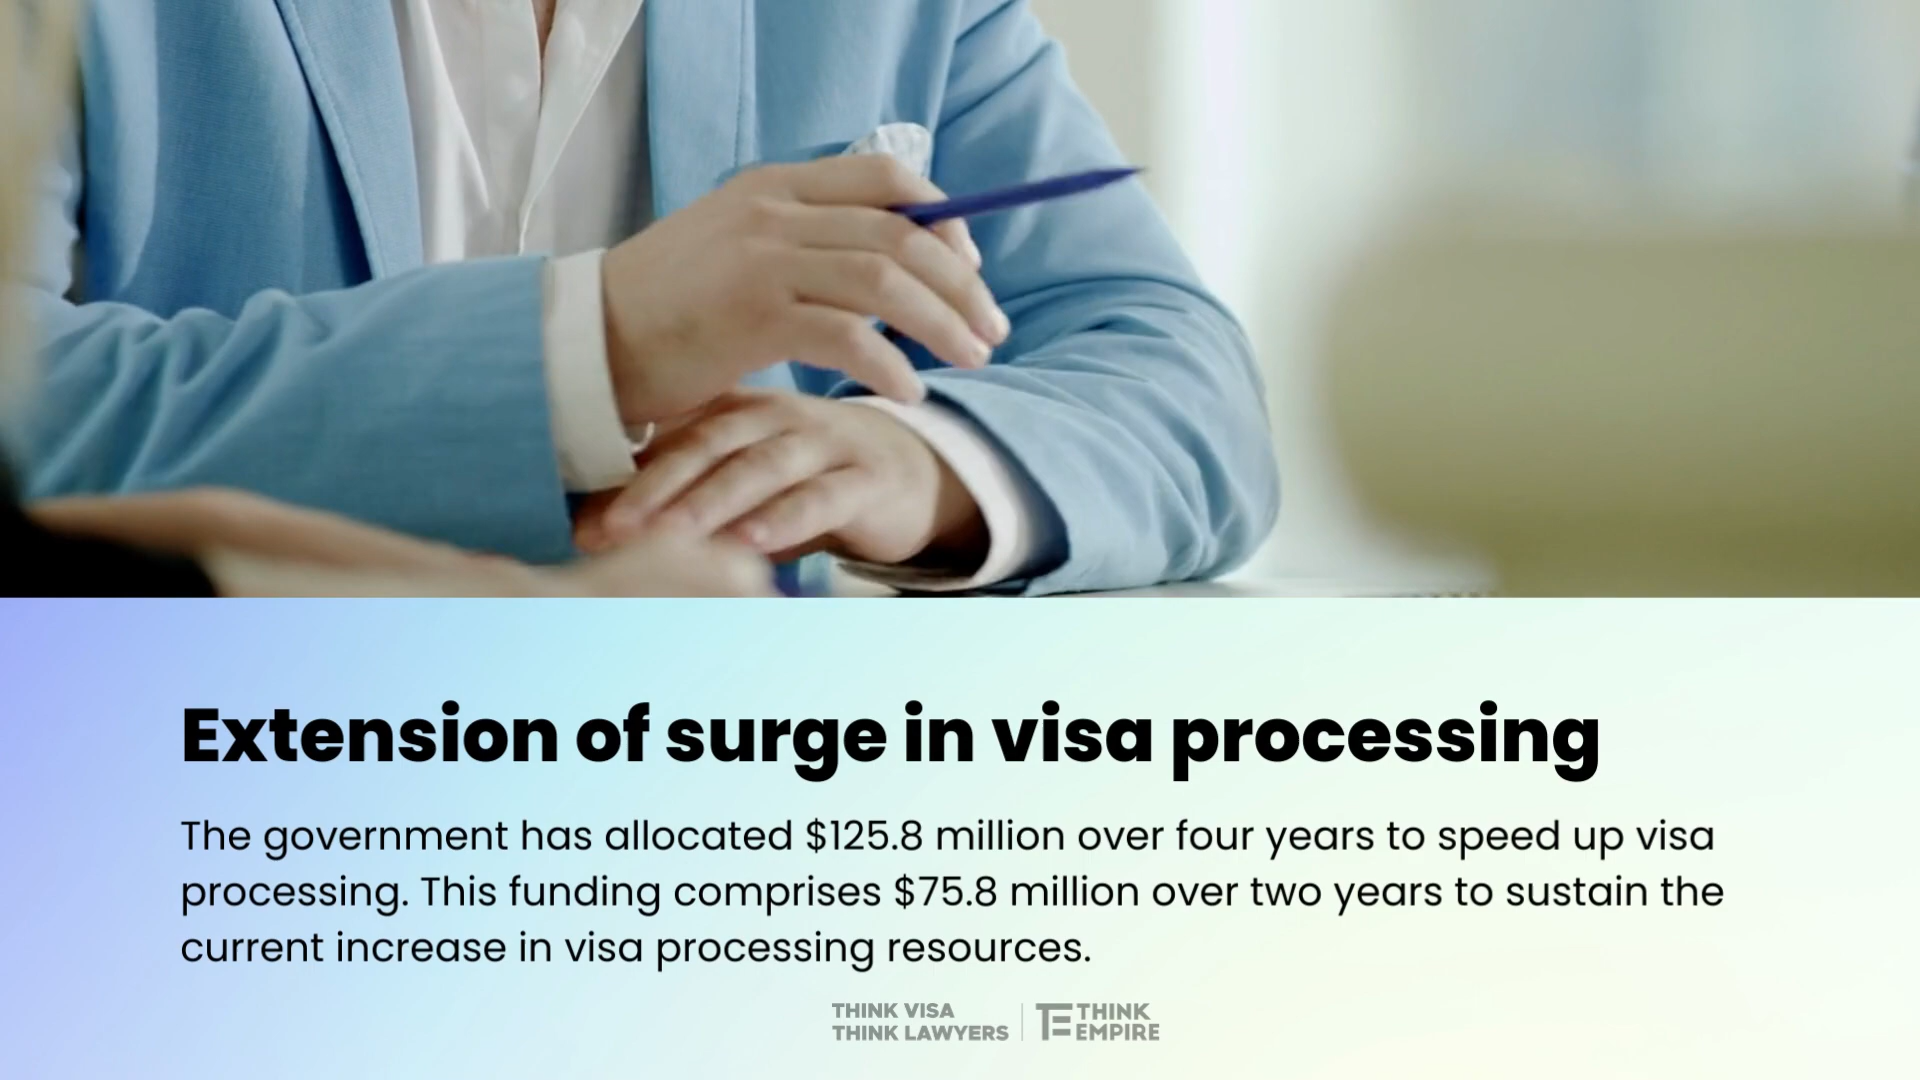 Extension of surge in visa processing
The government has allocated $125.8 million over four years to speed up visa
processing. This funding comprises $75.8 million over two years to sustain the
current increase in visa processing resources.
THINK VISA
THINK LAWYERS
THINK
EMPIRE